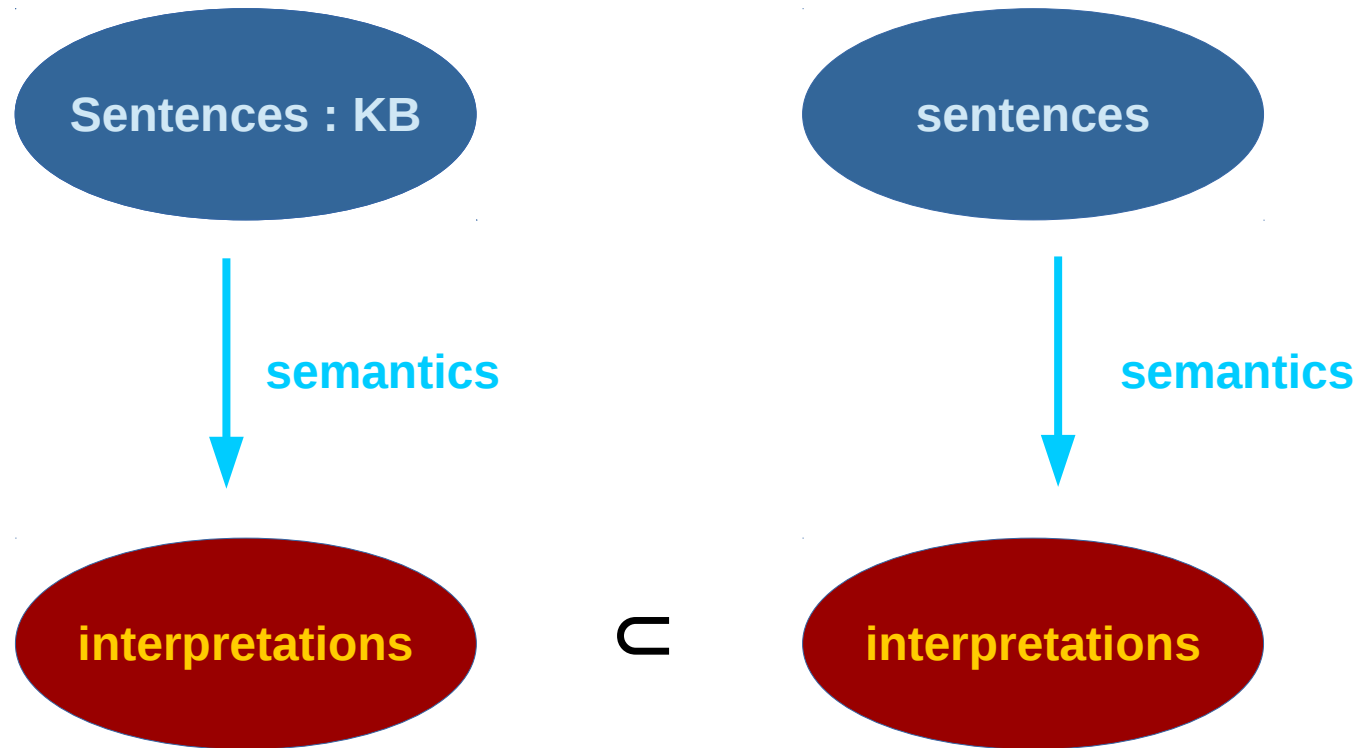 Sentences : KB
sentences
semantics
semantics
interpretations
⊂
interpretations